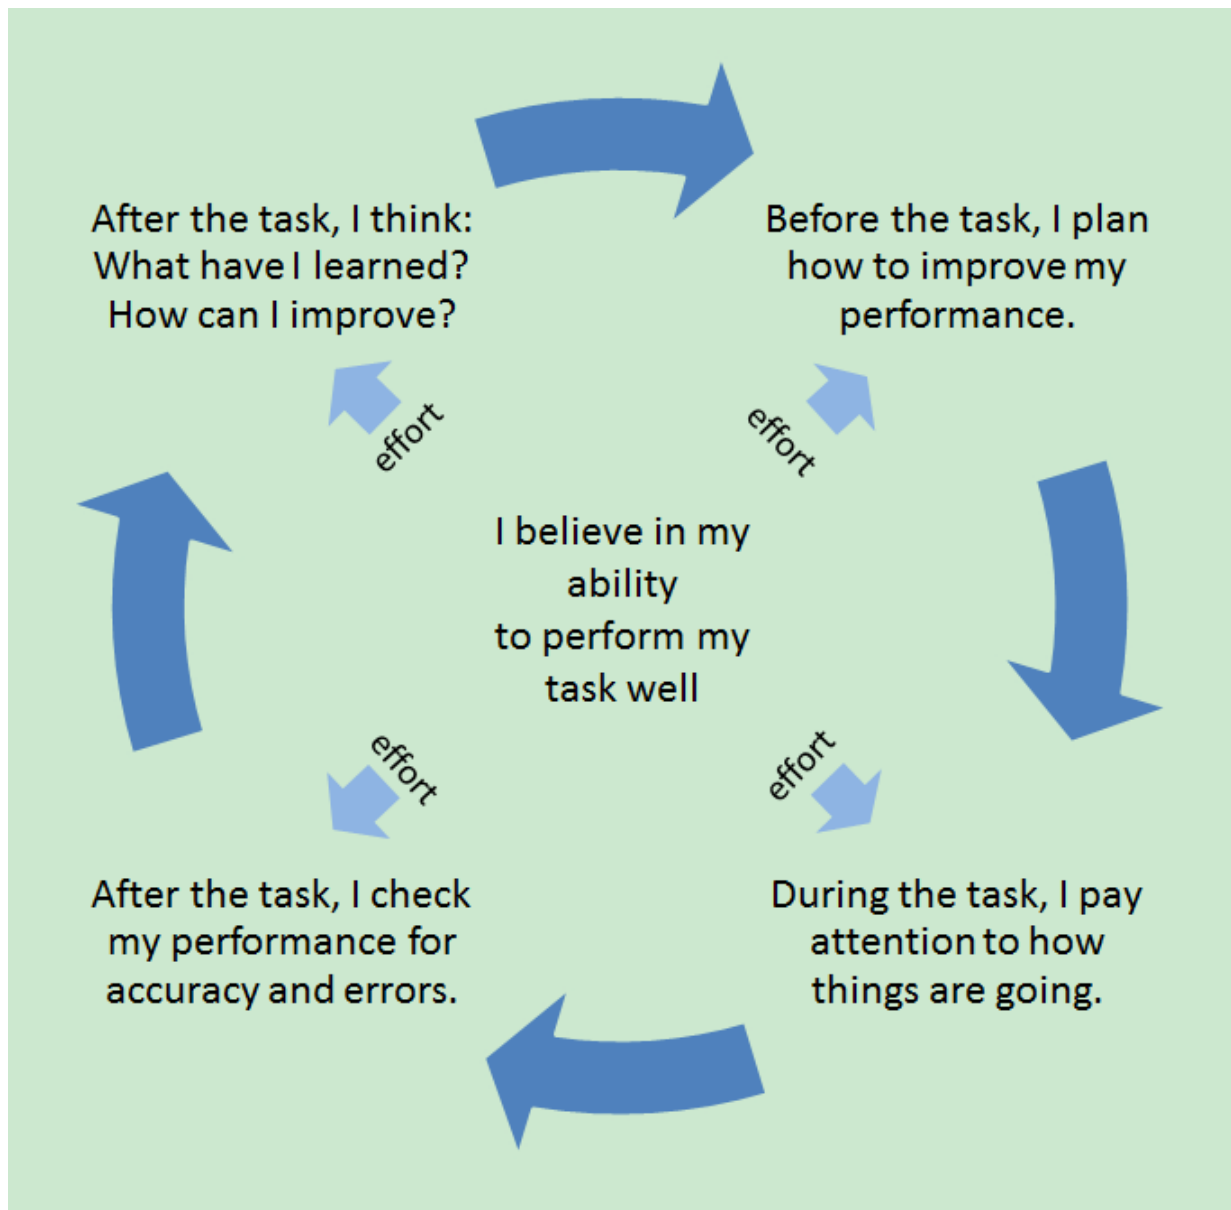 After the task, I think:
What have I learned?
How can I improve?
Before the task, I plan
how to improve my
performance.
effort
effort
I believe in my
ability
to perform my
task well
effort
effort
After the task, I check
my performance for
accuracy and errors.
During the task, I pay
attention to how
things are going.